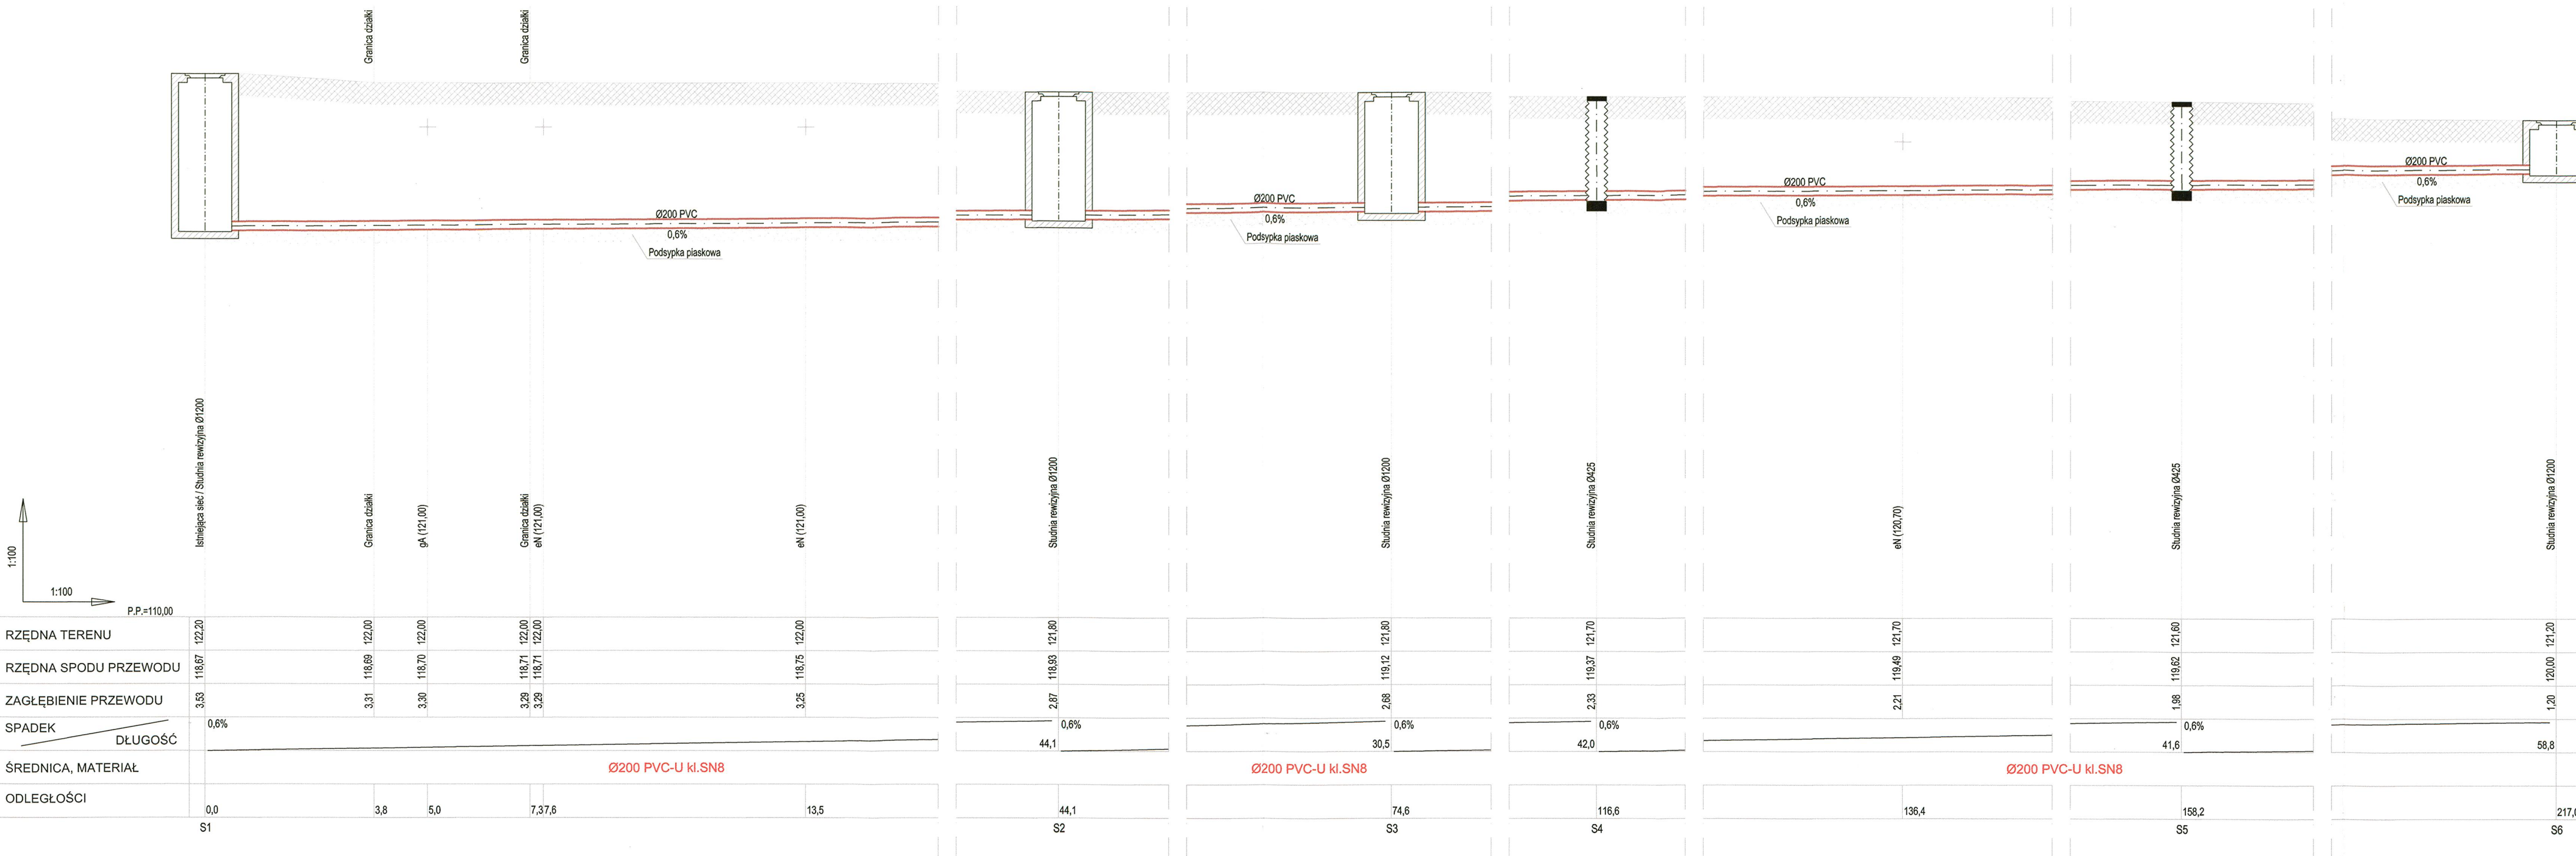 Granica działki
Granica działki
Ø200 PVC
0,6%
Podsypka piaskowa
Ø200 PVC
0,6%
Podsypka piaskowa
Ø200 PVC
0,6%
Podsypka piaskowa
Ø200 PVC
0,6%
Podsypka piaskowa
Istniejąca sieć / Studnia rewizyjna Ø1200
Granica działki
gA (121,00)
Granica działki
eN (121,00)
eN (121,00)
Studnia rewizyjna Ø1200
Studnia rewizyjna Ø1200
Studnia rewizyjna Ø425
eN (120,70)
Studnia rewizyjna Ø425
Studnia rewizyjna Ø1200
1:100
1:100
P.P.=110,00
RZĘDNA TERENU 122,20 122,00 122,00 122,00 122,00 122,00 121,80 121,80 121,70 121,70 121,60 121,20
RZĘDNA SPODU PRZEWODU 118,67 118,69 118,70 118,71 118,71 118,75 118,93 119,12 119,37 119,49 119,62 120,00
ZAGŁĘBIENIE PRZEWODU 3,53 3,31 3,30 3,29 3,29 3,25 2,87 2,68 2,33 2,21 1,98 1,20
SPADEK 0,6% 0,6% 0,6% 0,6% 0,6%
DŁUGOŚĆ 44,1 30,5 42,0 41,6 58,8
ŚREDNICA, MATERIAŁ Ø200 PVC-U kl.SN8 Ø200 PVC-U kl.SN8 Ø200 PVC-U kl.SN8
ODLEGŁOŚCI 0,0 3,8 5,0 7,3 7,6 13,5 44,1 74,6 116,6 136,4 158,2 217,0
S1 S2 S3 S4 S5 S6